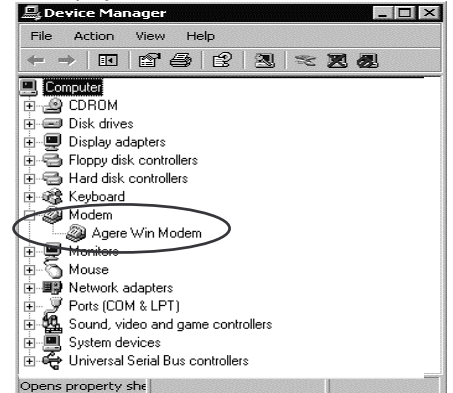 Device Manager
File Action View Help
Computer
CDROM
Disk drives
Display adapters
Floppy disk controllers
Hard disk controllers
Keyboard
Modem
Agere Win Modem
Monitors
Mouse
Network adapters
Ports (COM & LPT)
Sound, video and game controllers
System devices
Universal Serial Bus controllers
Opens property she